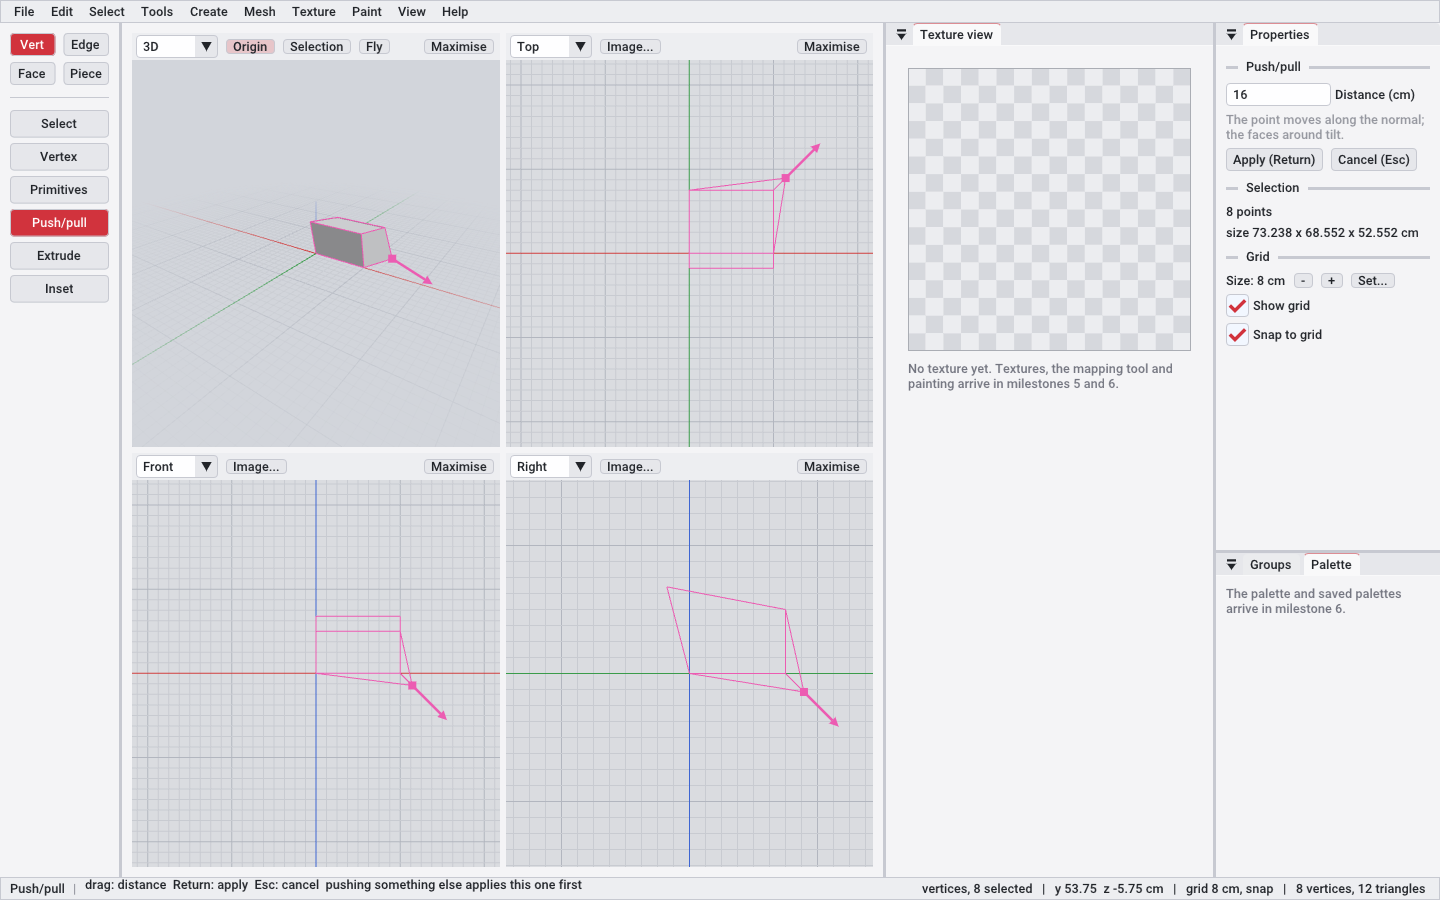 File Edit Select Tools Create Mesh Texture Paint View Help
Vert Edge
Face Piece
Select
Vertex
Primitives
Push/pull
Extrude
Inset
3D Origin Selection Fly Maximise
Top Image... Maximise
Front Image... Maximise
Right Image... Maximise
Texture view
No texture yet. Textures, the mapping tool and
painting arrive in milestones 5 and 6.
Properties
Push/pull
16 Distance (cm)
The point moves along the normal;
the faces around tilt.
Apply (Return) Cancel (Esc)
Selection
8 points
size 73.238 x 68.552 x 52.552 cm
Grid
Size: 8 cm - + Set...
Show grid
Snap to grid
Groups Palette
The palette and saved palettes
arrive in milestone 6.
Push/pull | drag: distance Return: apply Esc: cancel pushing something else applies this one first vertices, 8 selected | y 53.75 z -5.75 cm | grid 8 cm, snap | 8 vertices, 12 triangles